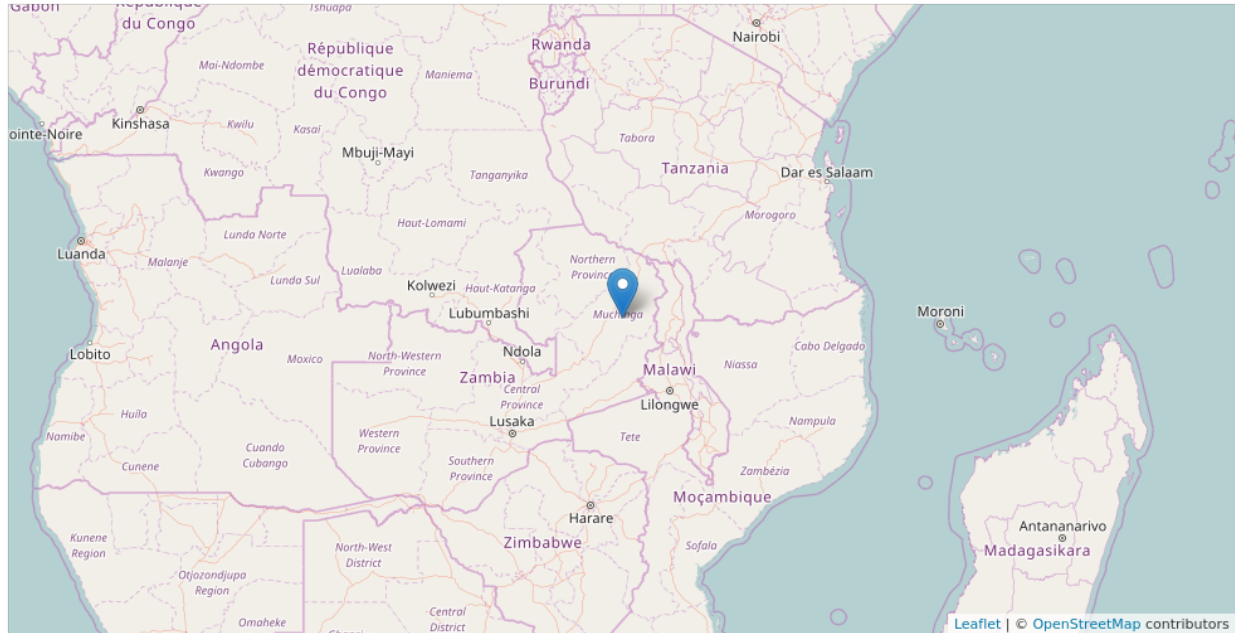 Gabon
République
du Congo
Tshuapa
Nairobi
Rwanda
République
démocratique
du Congo
Mai-Ndombe
Maniema
Burundi
Kinshasa
ointe-Noire
Kwilu
Kasaï
Tabora
Mbuji-Mayi
Kwango
Tanganyika
Tanzania
Dar es Salaam
Morogoro
Haut-Lomami
Lunda Norte
Luanda
Malanje
Lualaba
Lunda Sul
Northern
Province
Kolwezi
Haut-Katanga
Lubumbashi
Muchinga
Moroni
Angola
Lobito
Moxico
North-Western
Province
Ndola
Cabo Delgado
Niassa
Malawi
Zambia
Central
Province
Lilongwe
Huíla
Lusaka
Nampula
Namibe
Western
Province
Tete
Cuando
Cubango
Cunene
Southern
Province
Zambézia
Moçambique
Harare
Antananarivo
Madagasikara
Kunene
Region
Zimbabwe
North-West
District
Sofala
Otjozondjupa
Region
Central
District
Omaheke
Leaflet | © OpenStreetMap contributors